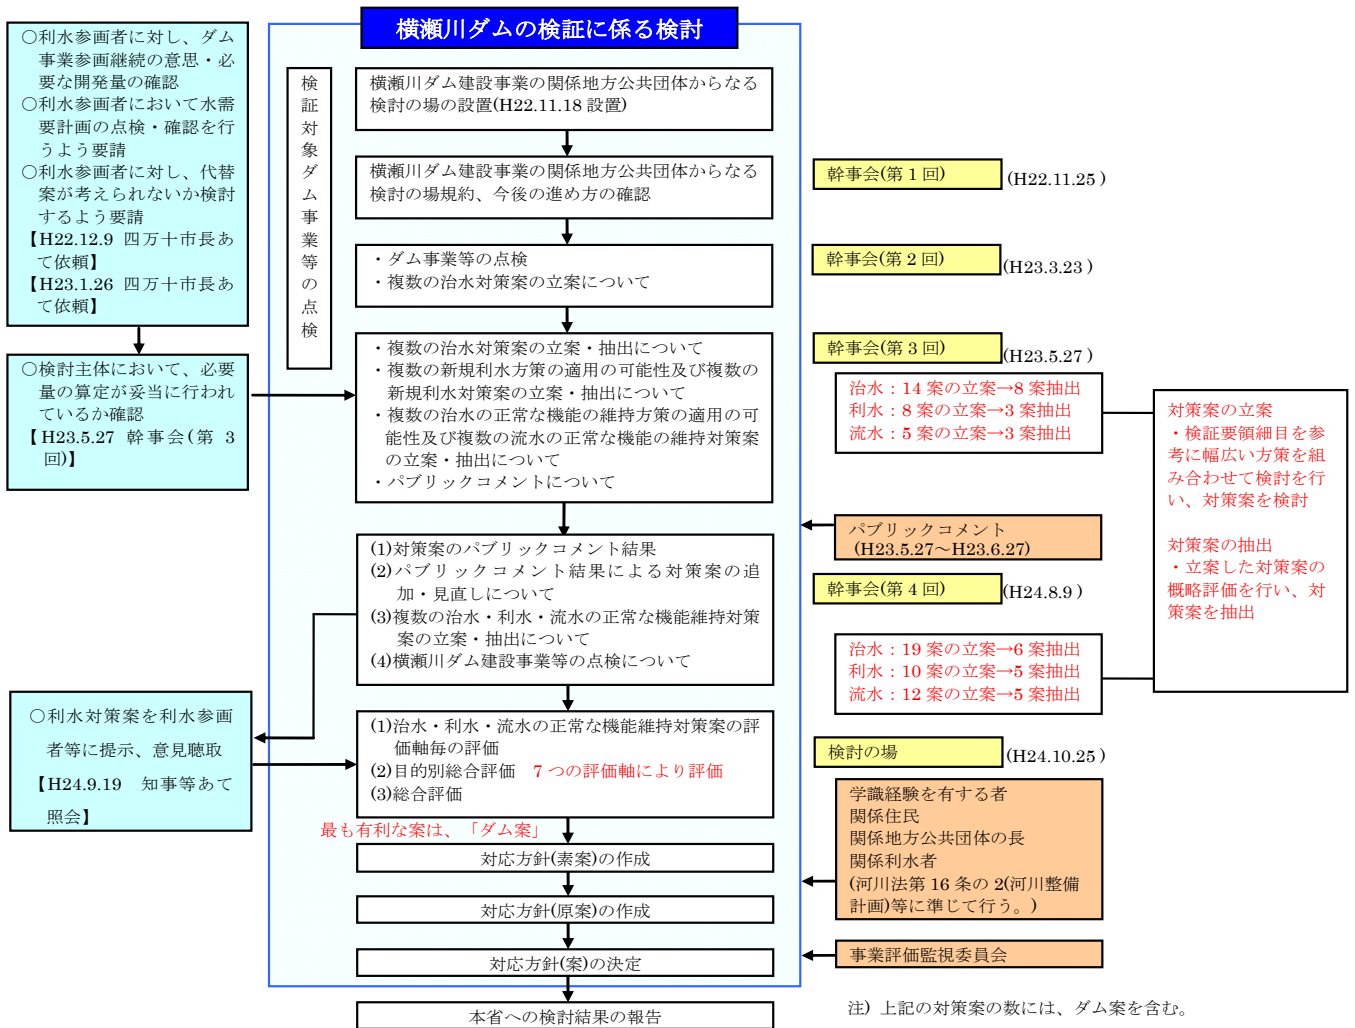 横瀬川ダムの検証に係る検討
〇利水参画者に対し、ダム
事業参画継続の意思・必
要な開発量の確認
〇利水参画者において水需
要計画の点検・確認を行
うよう要請
〇利水参画者に対し、代替
案が考えられないか検討
するよう要請
【H22.12.9 四万十市長あ
て依頼】
【H23.1.26 四万十市長あ
て依頼】
〇検討主体において、必要
量の算定が妥当に行われ
ているか確認
【H23.5.27 幹事会(第 3
回)】
〇利水対策案を利水参画
者等に提示、意見聴取
【H24.9.19 知事等あて
照会】
検証対象ダム事業等の点検
横瀬川ダム建設事業の関係地方公共団体からなる
検討の場の設置(H22.11.18 設置)
横瀬川ダム建設事業の関係地方公共団体からなる
検討の場規約、今後の進め方の確認
・ダム事業等の点検
・複数の治水対策案の立案について
・複数の治水対策案の立案・抽出について
・複数の新規利水方策の適用の可能性及び複数の
新規利水対策案の立案・抽出について
・複数の治水の正常な機能の維持方策の適用の可
能性及び複数の流水の正常な機能の維持対策案
の立案・抽出について
・パブリックコメントについて
(1)対策案のパブリックコメント結果
(2)パブリックコメント結果による対策案の追
加・見直しについて
(3)複数の治水・利水・流水の正常な機能維持対策
案の立案・抽出について
(4)横瀬川ダム建設事業等の点検について
(1)治水・利水・流水の正常な機能維持対策案の評
価軸毎の評価
(2)目的別総合評価 7 つの評価軸により評価
(3)総合評価
最も有利な案は、「ダム案」
対応方針(素案)の作成
対応方針(原案)の作成
対応方針(案)の決定
本省への検討結果の報告
幹事会(第 1 回)
(H22.11.25 )
幹事会(第 2 回)
(H23.3.23 )
幹事会(第 3 回)
(H23.5.27 )
治水：14 案の立案→8 案抽出
利水：8 案の立案→3 案抽出
流水：5 案の立案→3 案抽出
パブリックコメント
(H23.5.27～H23.6.27)
幹事会(第 4 回)
(H24.8.9 )
治水：19 案の立案→6 案抽出
利水：10 案の立案→5 案抽出
流水：12 案の立案→5 案抽出
検討の場
(H24.10.25 )
学識経験を有する者
関係住民
関係地方公共団体の長
関係利水者
(河川法第 16 条の 2(河川整備
計画)等に準じて行う。)
事業評価監視委員会
対策案の立案
・検証要領細目を参
考に幅広い方策を組
み合わせて検討を行
い、対策案を検討
対策案の抽出
・立案した対策案の
概略評価を行い、対
策案を抽出
注) 上記の対策案の数には、ダム案を含む。